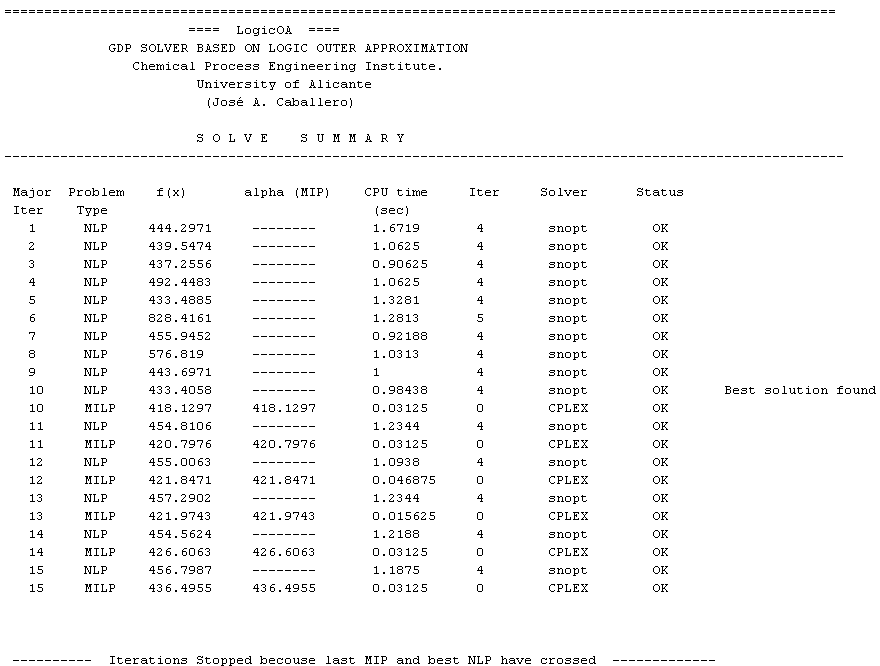 ====================================================================================
==== LogicOA ====
GDP SOLVER BASED ON LOGIC OUTER APPROXIMATION
Chemical Process Engineering Institute.
University of Alicante
(José A. Caballero)
S O L V E   S U M M A R Y
------------------------------------------------------------------------------------
Major Problem f(x) alpha (MIP) CPU time Iter Solver Status
Iter Type (sec)
1 NLP 444.2971 -------- 1.6719 4 snopt OK
2 NLP 439.5474 -------- 1.0625 4 snopt OK
3 NLP 437.2556 -------- 0.90625 4 snopt OK
4 NLP 492.4483 -------- 1.0625 4 snopt OK
5 NLP 433.4885 -------- 1.3281 4 snopt OK
6 NLP 828.4161 -------- 1.2813 5 snopt OK
7 NLP 455.9452 -------- 0.92188 4 snopt OK
8 NLP 576.819 -------- 1.0313 4 snopt OK
9 NLP 443.6971 -------- 1 4 snopt OK
10 NLP 433.4058 -------- 0.98438 4 snopt OK Best solution found
10 MILP 418.1297 418.1297 0.03125 0 CPLEX OK
11 NLP 454.8106 -------- 1.2344 4 snopt OK
11 MILP 420.7976 420.7976 0.03125 0 CPLEX OK
12 NLP 455.0063 -------- 1.0938 4 snopt OK
12 MILP 421.8471 421.8471 0.046875 0 CPLEX OK
13 NLP 457.2902 -------- 1.2344 4 snopt OK
13 MILP 421.9743 421.9743 0.015625 0 CPLEX OK
14 NLP 454.5624 -------- 1.2188 4 snopt OK
14 MILP 426.6063 426.6063 0.03125 0 CPLEX OK
15 NLP 456.7987 -------- 1.1875 4 snopt OK
15 MILP 436.4955 436.4955 0.03125 0 CPLEX OK
---------- Iterations Stopped becouse last MIP and best NLP have crossed -------------